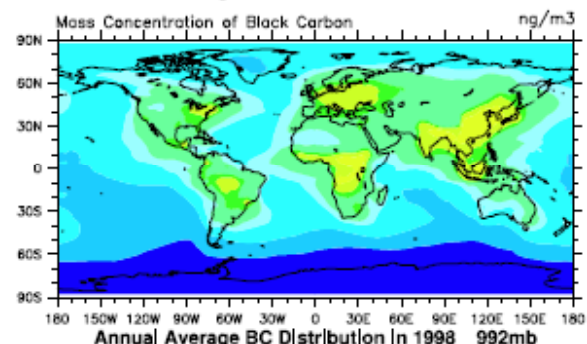 Mass Concentration of Black Carbon ng/m3
90N
60N
30N
0
30S
60S
90S
180 150W 120W 90W 60W 30W 0 30E 60E 90E 120E 150E 180
Annual Average BC Distribution in 1998 992mb